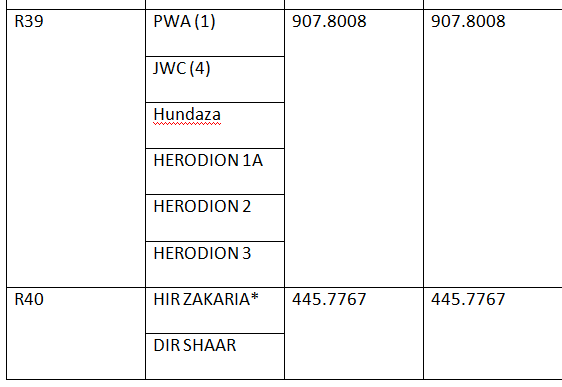 R39 PWA (1) 907.8008 907.8008
JWC (4)
Hundaza
HERODION 1A
HERODION 2
HERODION 3
R40 HIR ZAKARIA* 445.7767 445.7767
DIR SHAAR